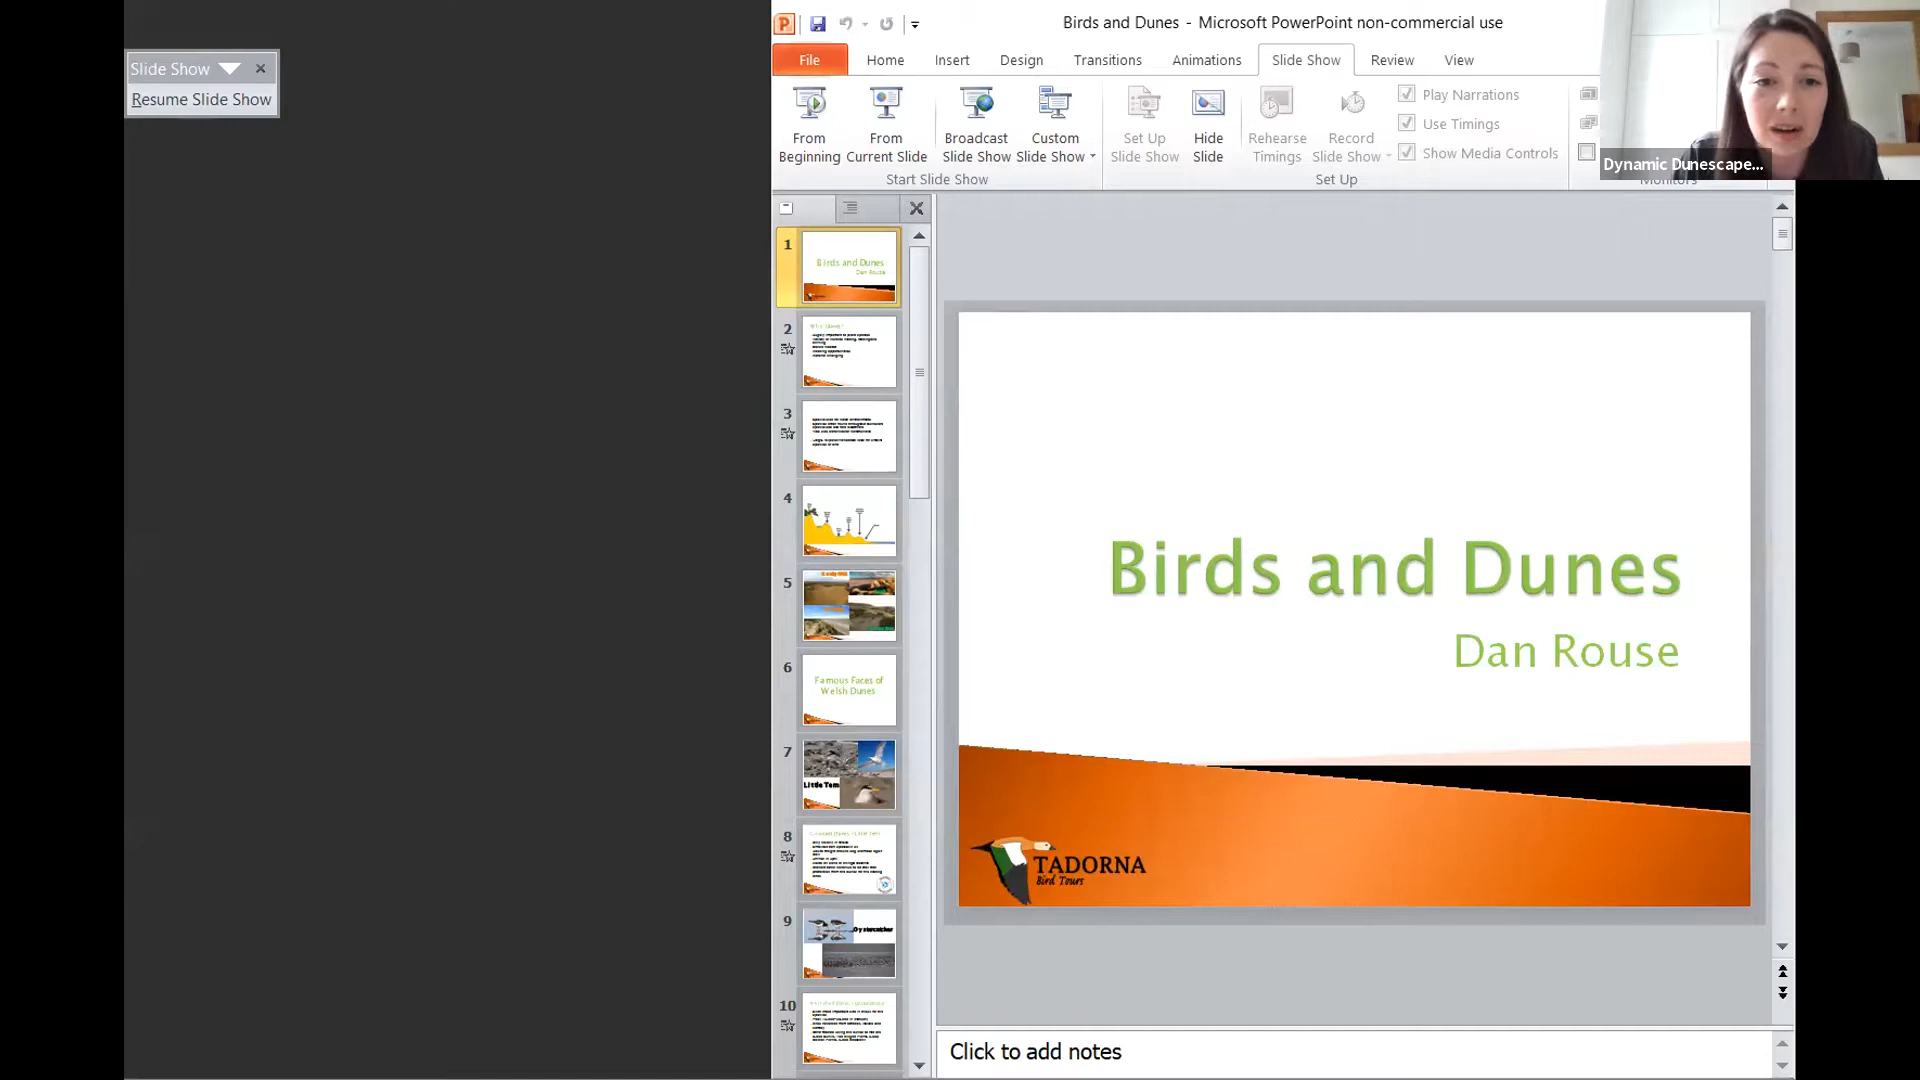 Birds and Dunes - Microsoft PowerPoint non-commercial use
File
Home
Insert
Design
Transitions
Animations
Slide Show
Review
View
Slide Show
Resume Slide Show
From Beginning
From Current Slide
Broadcast Slide Show
Custom Slide Show
Start Slide Show
Set Up Slide Show
Hide Slide
Rehearse Timings
Record Slide Show
Play Narrations
Use Timings
Show Media Controls
Set Up
Monitors
Dynamic Dunescape...
1
Birds and Dunes
Dan Rouse
2
3
4
5
6
Famous Faces of
Welsh Dunes
7
Little Tern
8
9
Oystercatcher
10
Birds and Dunes
Dan Rouse
TADORNA
Bird Tours
Click to add notes